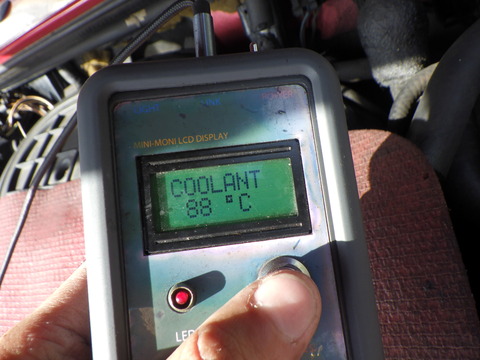 MINI-MONI LCD DISPLAY
COOLANT
88 °C
LED